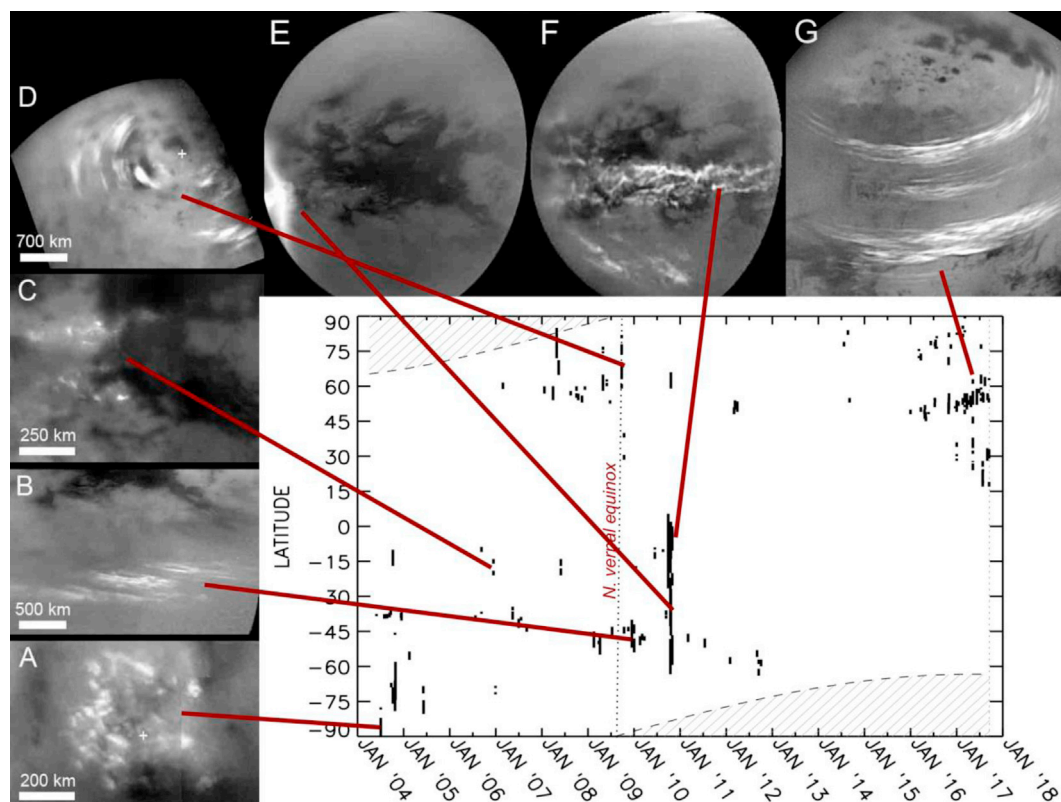 E
F
G
D
700 km
C
250 km
B
500 km
A
200 km
90
75
60
45
30
15
0
−15
30
−45
−60
−75
−90
LATITUDE
N. vernal equinox
JAN '04
JAN '05
JAN '06
JAN '07
JAN '08
JAN '09
JAN '10
JAN '11
JAN '12
JAN '13
JAN '14
JAN '15
JAN '16
JAN '17
JAN '18